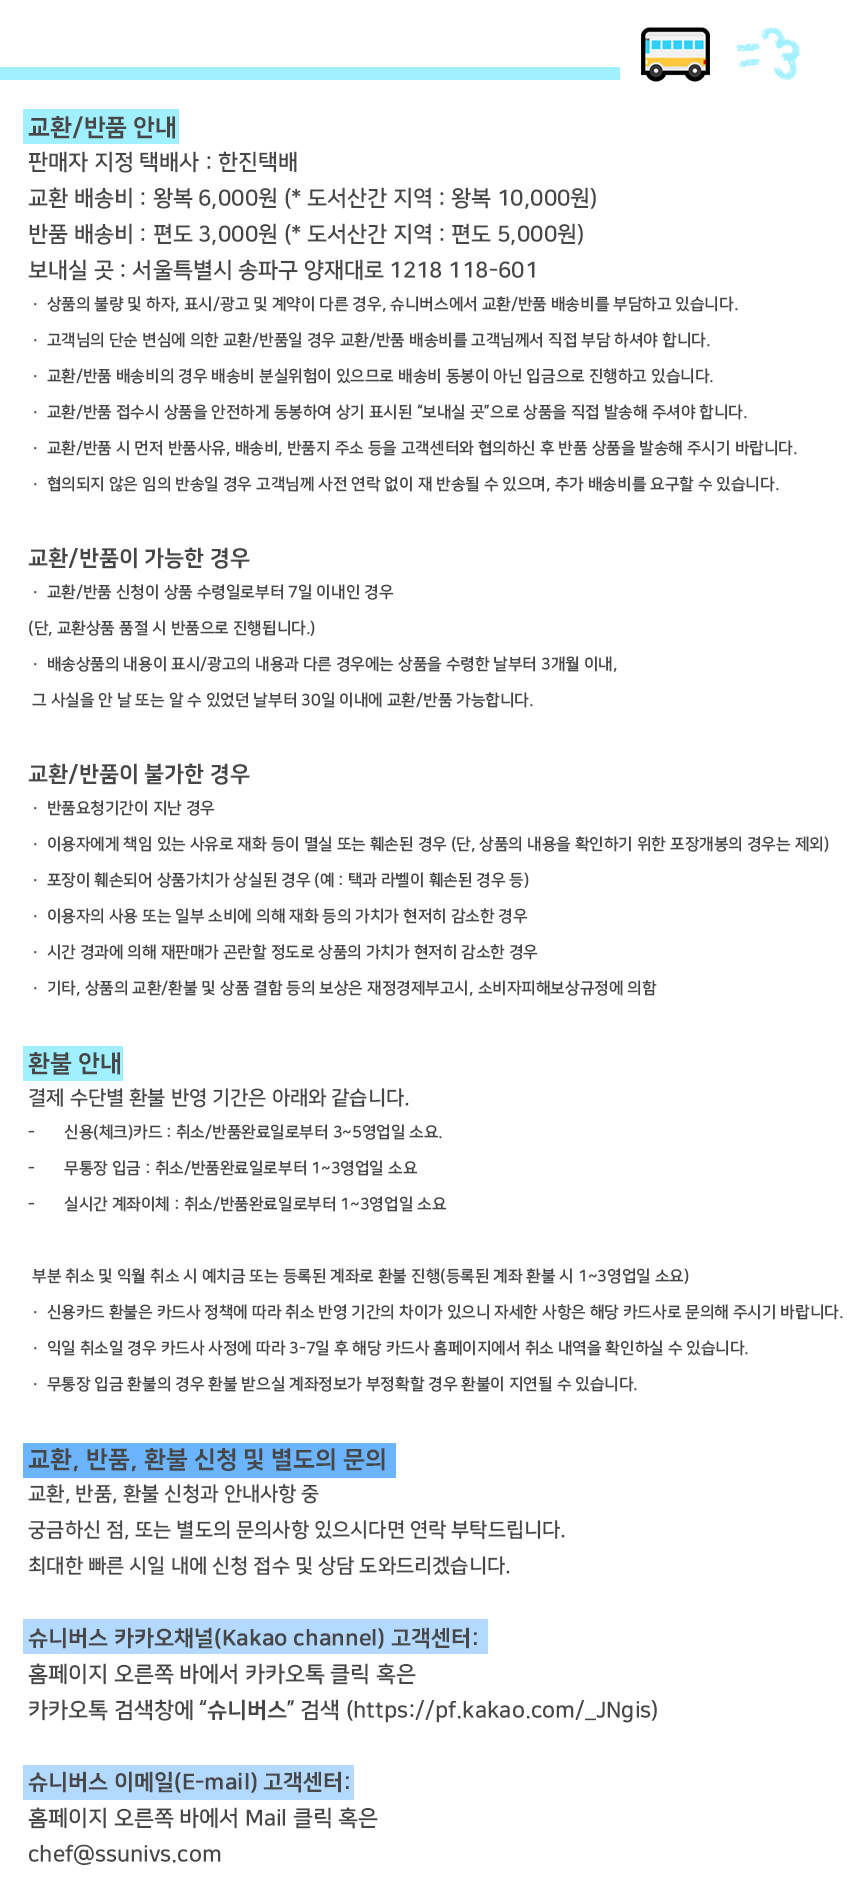 교환/반품 안내
판매자 지정 택배사 : 한진택배
교환 배송비 : 왕복 6,000원 (* 도서산간 지역 : 왕복 10,000원)
반품 배송비 : 편도 3,000원 (* 도서산간 지역 : 편도 5,000원)
보내실 곳 : 서울특별시 송파구 양재대로 1218 118-601
· 상품의 불량 및 하자, 표시/광고 및 계약이 다른 경우, 슈니버스에서 교환/반품 배송비를 부담하고 있습니다.
· 고객님의 단순 변심에 의한 교환/반품일 경우 교환/반품 배송비를 고객님께서 직접 부담 하셔야 합니다.
· 교환/반품 배송비의 경우 배송비 분실위험이 있으므로 배송비 동봉이 아닌 입금으로 진행하고 있습니다.
· 교환/반품 접수시 상품을 안전하게 동봉하여 상기 표시된 “보내실 곳”으로 상품을 직접 발송해 주셔야 합니다.
· 교환/반품 시 먼저 반품사유, 배송비, 반품지 주소 등을 고객센터와 협의하신 후 반품 상품을 발송해 주시기 바랍니다.
· 협의되지 않은 임의 반송일 경우 고객님께 사전 연락 없이 재 반송될 수 있으며, 추가 배송비를 요구할 수 있습니다.
교환/반품이 가능한 경우
· 교환/반품 신청이 상품 수령일로부터 7일 이내인 경우
(단, 교환상품 품절 시 반품으로 진행됩니다.)
· 배송상품의 내용이 표시/광고의 내용과 다른 경우에는 상품을 수령한 날부터 3개월 이내,
그 사실을 안 날 또는 알 수 있었던 날부터 30일 이내에 교환/반품 가능합니다.
교환/반품이 불가한 경우
· 반품요청기간이 지난 경우
· 이용자에게 책임 있는 사유로 재화 등이 멸실 또는 훼손된 경우 (단, 상품의 내용을 확인하기 위한 포장개봉의 경우는 제외)
· 포장이 훼손되어 상품가치가 상실된 경우 (예 : 택과 라벨이 훼손된 경우 등)
· 이용자의 사용 또는 일부 소비에 의해 재화 등의 가치가 현저히 감소한 경우
· 시간 경과에 의해 재판매가 곤란할 정도로 상품의 가치가 현저히 감소한 경우
· 기타, 상품의 교환/환불 및 상품 결함 등의 보상은 재정경제부고시, 소비자피해보상규정에 의함
환불 안내
결제 수단별 환불 반영 기간은 아래와 같습니다.
- 신용(체크)카드 : 취소/반품완료일로부터 3~5영업일 소요.
- 무통장 입금 : 취소/반품완료일로부터 1~3영업일 소요
- 실시간 계좌이체 : 취소/반품완료일로부터 1~3영업일 소요
부분 취소 및 익월 취소 시 예치금 또는 등록된 계좌로 환불 진행(등록된 계좌 환불 시 1~3영업일 소요)
· 신용카드 환불은 카드사 정책에 따라 취소 반영 기간의 차이가 있으니 자세한 사항은 해당 카드사로 문의해 주시기 바랍니다.
· 익일 취소일 경우 카드사 사정에 따라 3-7일 후 해당 카드사 홈페이지에서 취소 내역을 확인하실 수 있습니다.
· 무통장 입금 환불의 경우 환불 받으실 계좌정보가 부정확할 경우 환불이 지연될 수 있습니다.
교환, 반품, 환불 신청 및 별도의 문의
교환, 반품, 환불 신청과 안내사항 중
궁금하신 점, 또는 별도의 문의사항 있으시다면 연락 부탁드립니다.
최대한 빠른 시일 내에 신청 접수 및 상담 도와드리겠습니다.
슈니버스 카카오채널(Kakao channel) 고객센터:
홈페이지 오른쪽 바에서 카카오톡 클릭 혹은
카카오톡 검색창에 “슈니버스” 검색 (https://pf.kakao.com/_JNgis)
슈니버스 이메일(E-mail) 고객센터:
홈페이지 오른쪽 바에서 Mail 클릭 혹은
chef@ssunivs.com